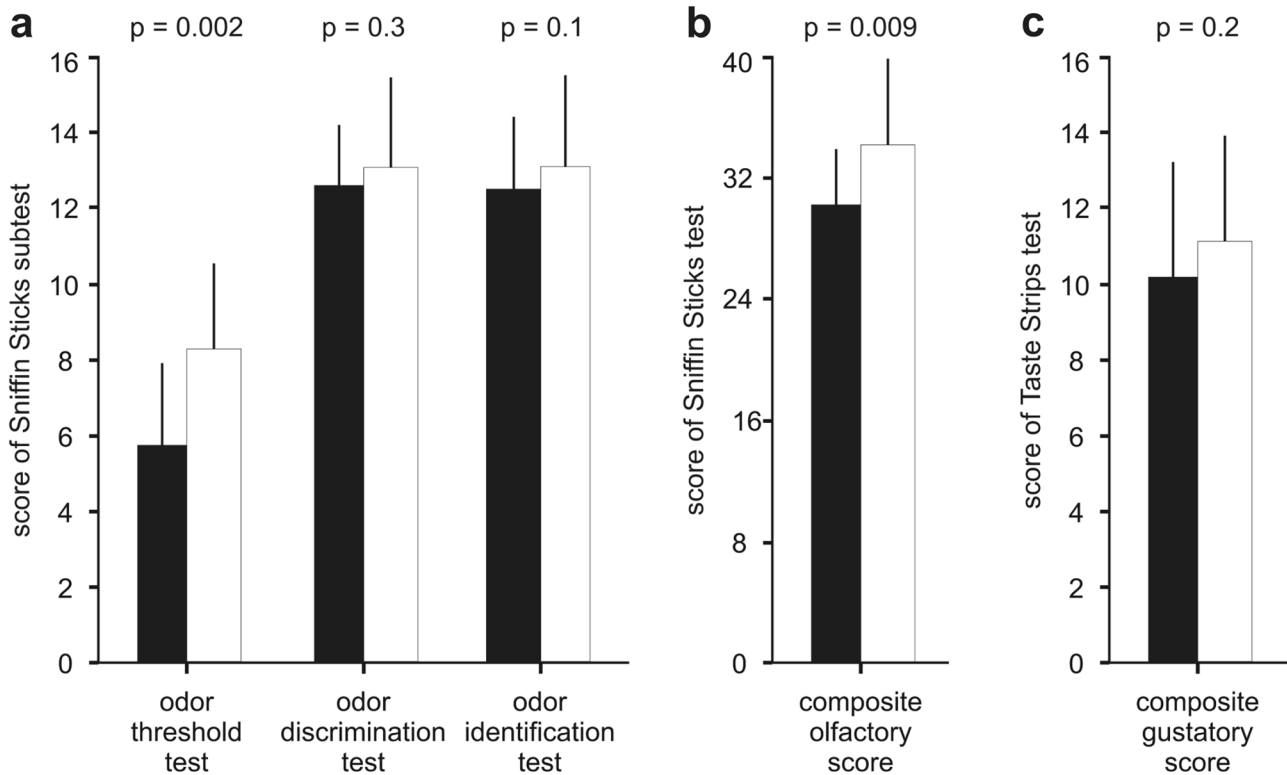 a
p = 0.002
p = 0.3
p = 0.1
score of Sniffin Sticks subtest
16
14
12
10
8
6
4
2
0
odor
threshold
test
odor
discrimination
test
odor
identification
test
b
p = 0.009
score of Sniffin Sticks test
40
32
24
16
8
0
composite
olfactory
score
c
p = 0.2
score of Taste Strips test
16
14
12
10
8
6
4
2
0
composite
gustatory
score